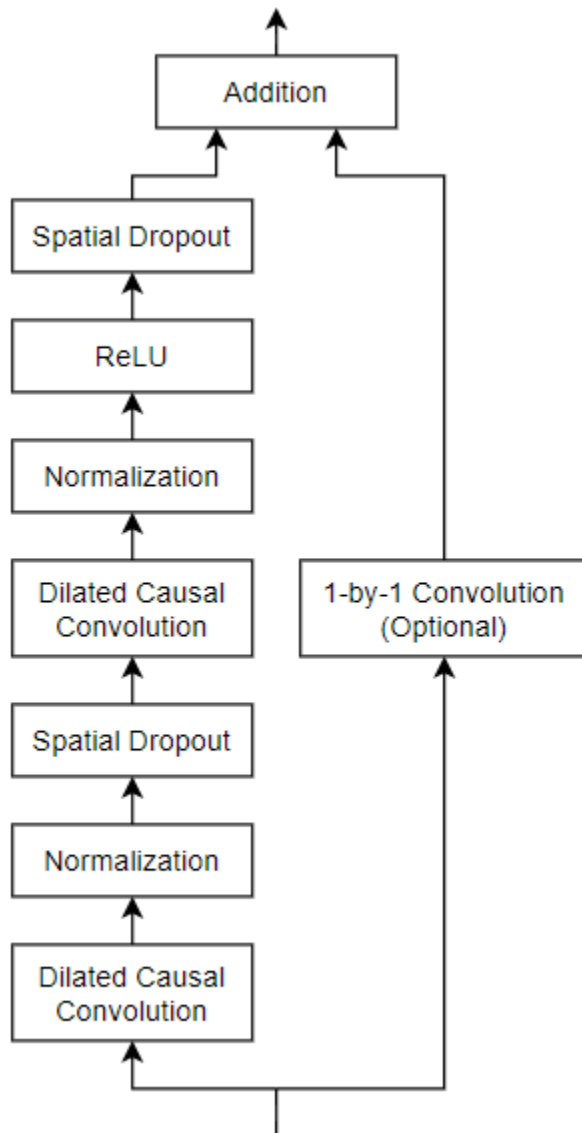 Addition
Spatial Dropout
ReLU
Normalization
Dilated Causal
Convolution
1-by-1 Convolution
(Optional)
Spatial Dropout
Normalization
Dilated Causal
Convolution